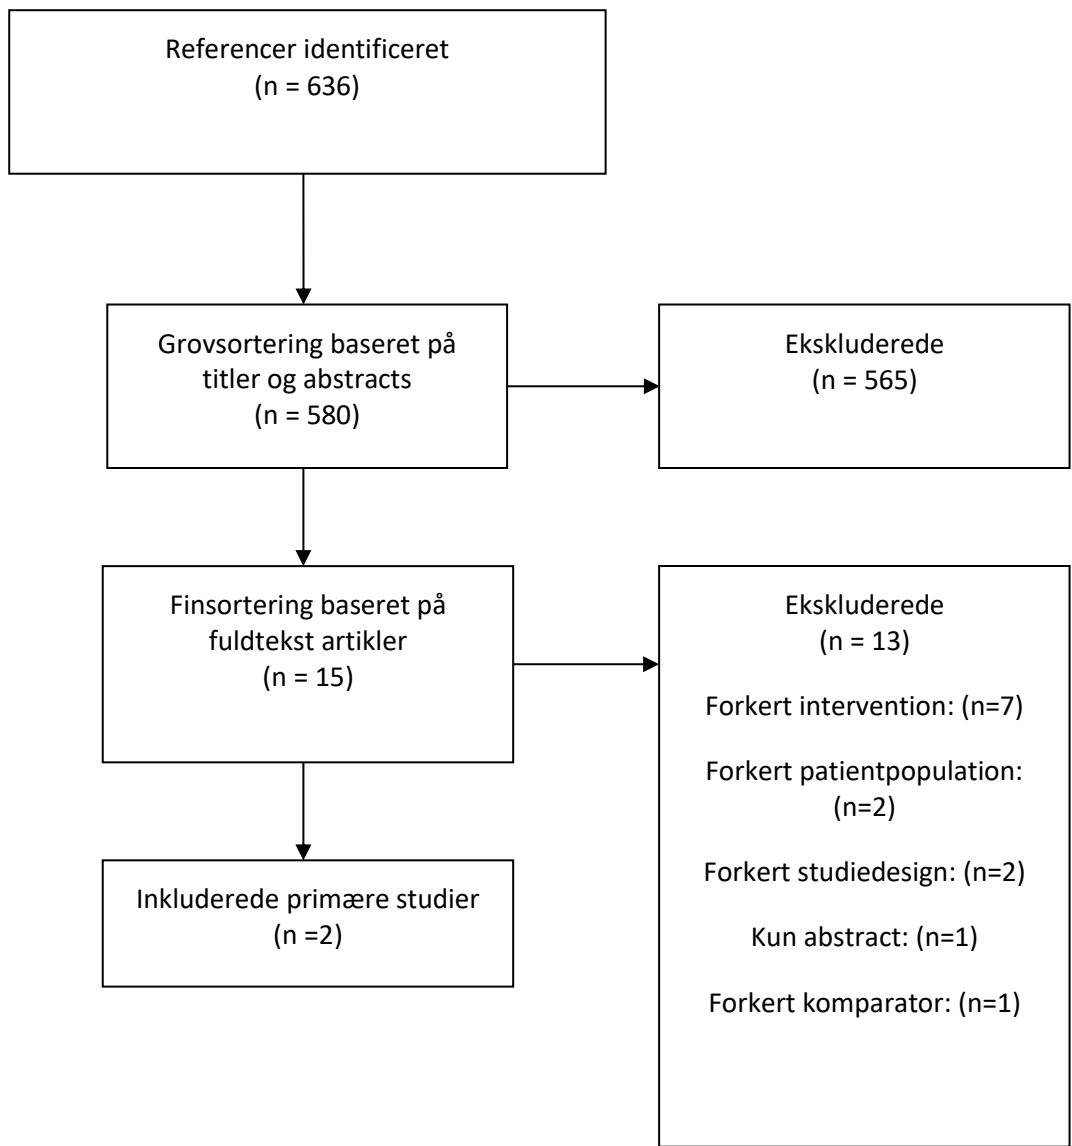 Referencer identificeret
(n = 636)
Grovsortering baseret på
titler og abstracts
(n = 580)
Ekskluderede
(n = 565)
Finsortering baseret på
fuldtekst artikler
(n = 15)
Ekskluderede
(n = 13)
Forkert intervention: (n=7)
Forkert patientpopulation:
(n=2)
Forkert studiedesign: (n=2)
Kun abstract: (n=1)
Forkert komparator: (n=1)
Inkluderede primære studier
(n =2)